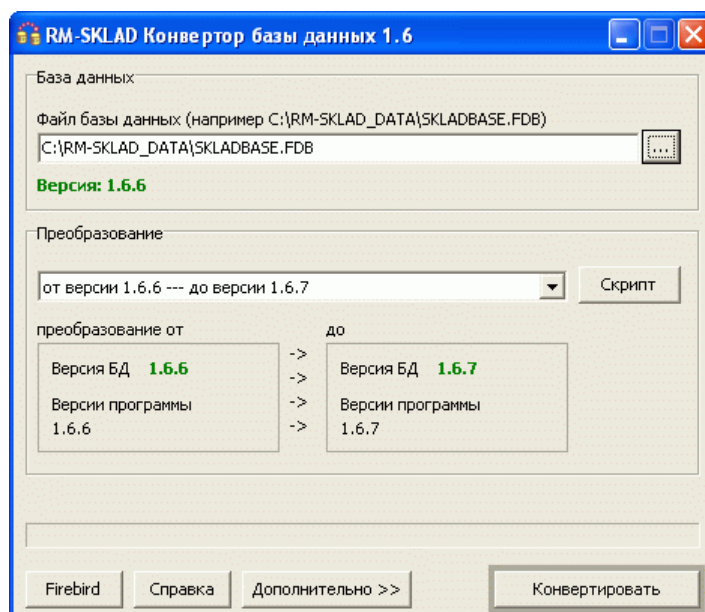 RM-SKLAD Конвертор базы данных 1.6
База данных
Файл базы данных (например C:\RM-SKLAD_DATA\SKLADBASE.FDB)
C:\RM-SKLAD_DATA\SKLADBASE.FDB
...
Версия: 1.6.6
Преобразование
от версии 1.6.6 --- до версии 1.6.7
Скрипт
преобразование от
до
Версия БД 1.6.6
->
Версия БД 1.6.7
->
Версии программы
->
Версии программы
1.6.6
->
1.6.7
Firebird
Справка
Дополнительно >>
Конвертировать